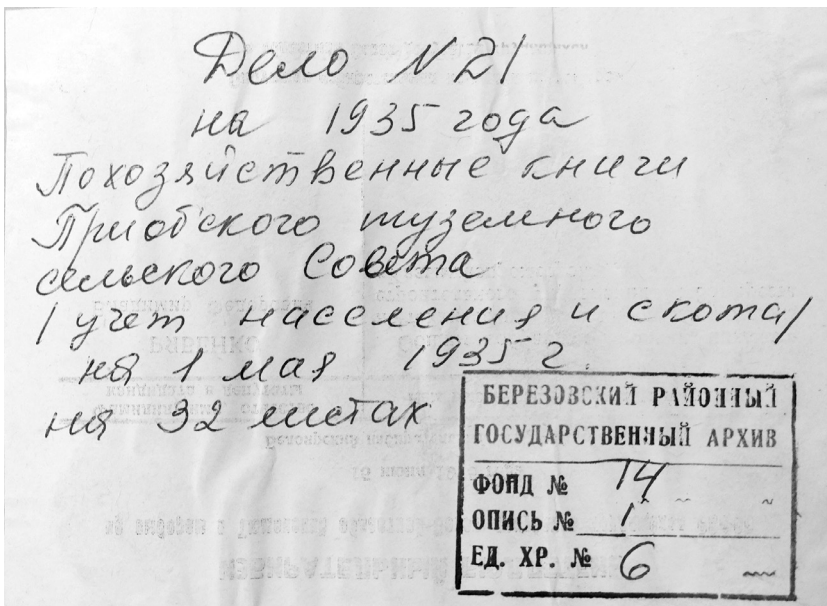 Дело N 21
на 1935 года
Похозяйственные книги
Приобского туземного
сельского Совета
/учет населения и скота/
на 1 мая 1935 г.
на 32 листах
БЕРЕЗОВСКИЙ РАЙОННЫЙ
ГОСУДАРСТВЕННЫЙ АРХИВ
ФОНД № 14
ОПИСЬ № 1
ЕД. ХР. № 6